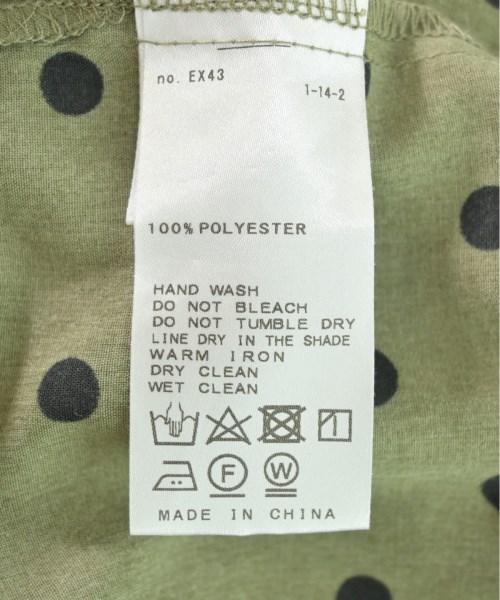 no. EX43
1-14-2
100% POLYESTER
HAND WASH
DO NOT BLEACH
DO NOT TUMBLE DRY
LINE DRY IN THE SHADE
WARM IRON
DRY CLEAN
WET CLEAN
F W
MADE IN CHINA